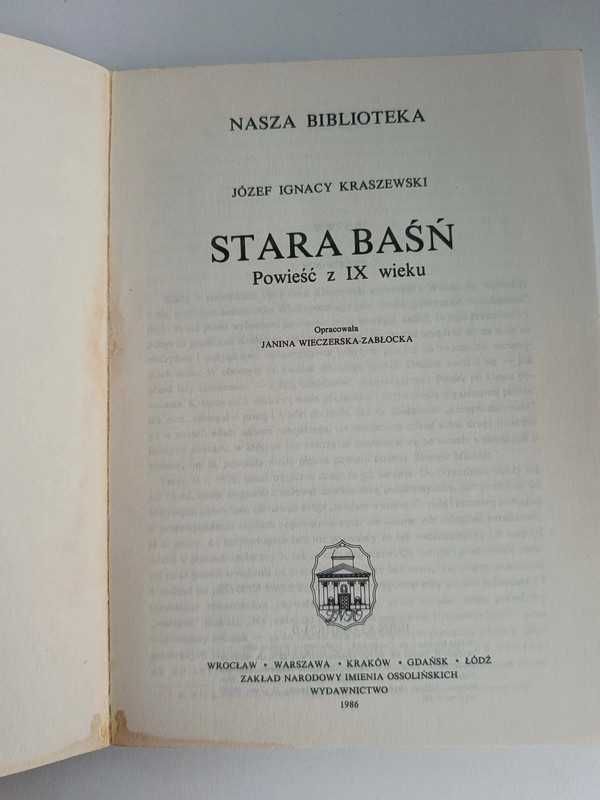 NASZA BIBLIOTEKA
JÓZEF IGNACY KRASZEWSKI
STARA BAŚŃ
Powieść z IX wieku
Opracowała
JANINA WIECZERSKA-ZABŁOCKA
WROCŁAW • WARSZAWA • KRAKÓW • GDAŃSK • ŁÓDŹ
ZAKŁAD NARODOWY IMIENIA OSSOLIŃSKICH
WYDAWNICTWO
1986